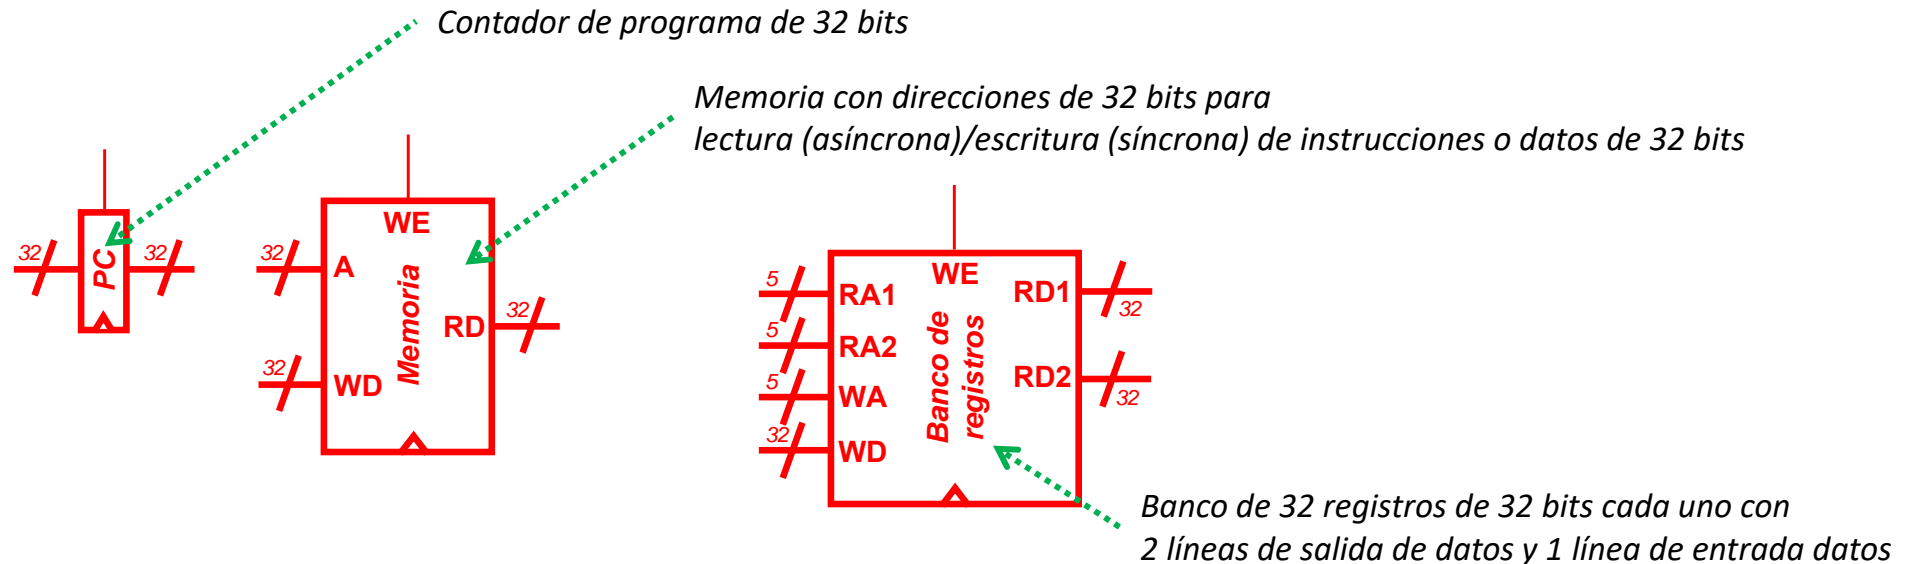 Contador de programa de 32 bits
Memoria con direcciones de 32 bits para
lectura (asíncrona)/escritura (síncrona) de instrucciones o datos de 32 bits
32
PC
32
WE
32
A
Memoria
RD
32
32
WD
WE
5
RA1
RD1
32
5
RA2
Banco de
registros
RD2
32
5
WA
32
WD
Banco de 32 registros de 32 bits cada uno con
2 líneas de salida de datos y 1 línea de entrada datos